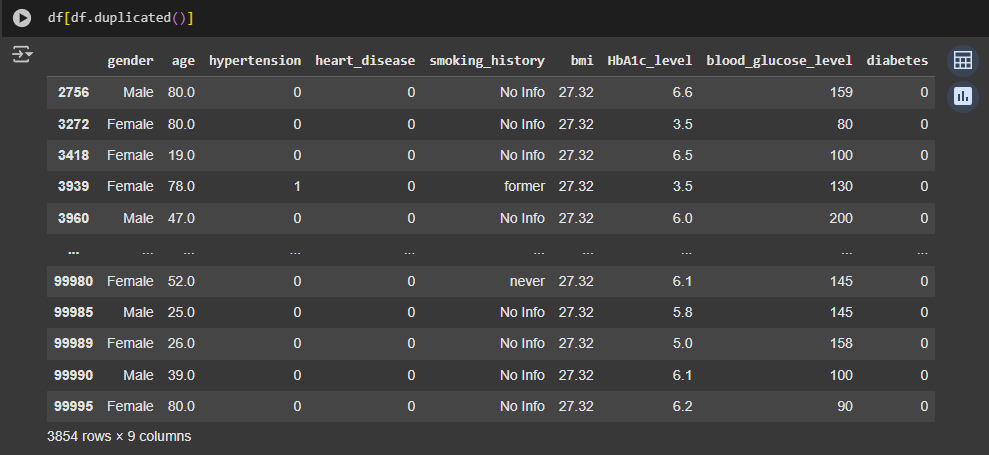 df[df.duplicated()]
gender age hypertension heart_disease smoking_history bmi HbA1c_level blood_glucose_level diabetes
2756 Male 80.0 0 0 No Info 27.32 6.6 159 0
3272 Female 80.0 0 0 No Info 27.32 3.5 80 0
3418 Female 19.0 0 0 No Info 27.32 6.5 100 0
3939 Female 78.0 1 0 former 27.32 3.5 130 0
3960 Male 47.0 0 0 No Info 27.32 6.0 200 0
... ... ... ... ... ... ... ... ... ...
99980 Female 52.0 0 0 never 27.32 6.1 145 0
99985 Male 25.0 0 0 No Info 27.32 5.8 145 0
99989 Female 26.0 0 0 No Info 27.32 5.0 158 0
99990 Male 39.0 0 0 No Info 27.32 6.1 100 0
99995 Female 80.0 0 0 No Info 27.32 6.2 90 0
3854 rows × 9 columns